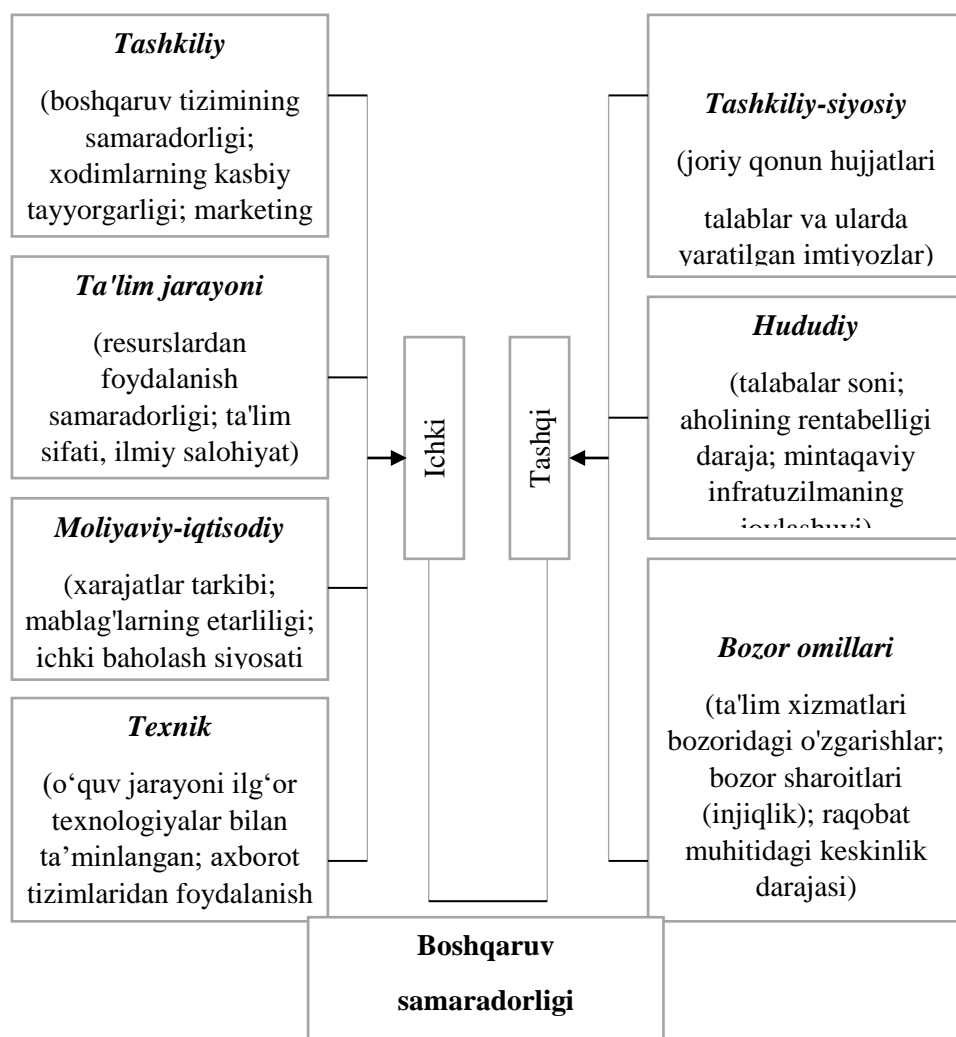 Tashkiliy
(boshqaruv tizimining
samaradorligi;
xodimlarning kasbiy
tayyorgarligi; marketing
Ta'lim jarayoni
(resurslardan
foydalanish
samaradorligi; ta'lim
sifati, ilmiy salohiyat)
Moliyaviy-iqtisodiy
(xarajatlar tarkibi;
mablag'larning etarliligi;
ichki baholash siyosati
Texnik
(o‘quv jarayoni ilg‘or
texnologiyalar bilan
ta’minlangan; axborot
tizimlaridan foydalanish
Ichki
Tashqi
Tashkiliy-siyosiy
(joriy qonun hujjatlari
talablar va ularda
yaratilgan imtiyozlar)
Hududiy
(talabalar soni;
aholining rentabelligi
daraja; mintaqaviy
infratuzilmaning
joylashuvi)
Bozor omillari
(ta'lim xizmatlari
bozoridagi o'zgarishlar;
bozor sharoitlari
(injiqlik); raqobat
muhitidagi keskinlik
darajasi)
Boshqaruv
samaradorligi